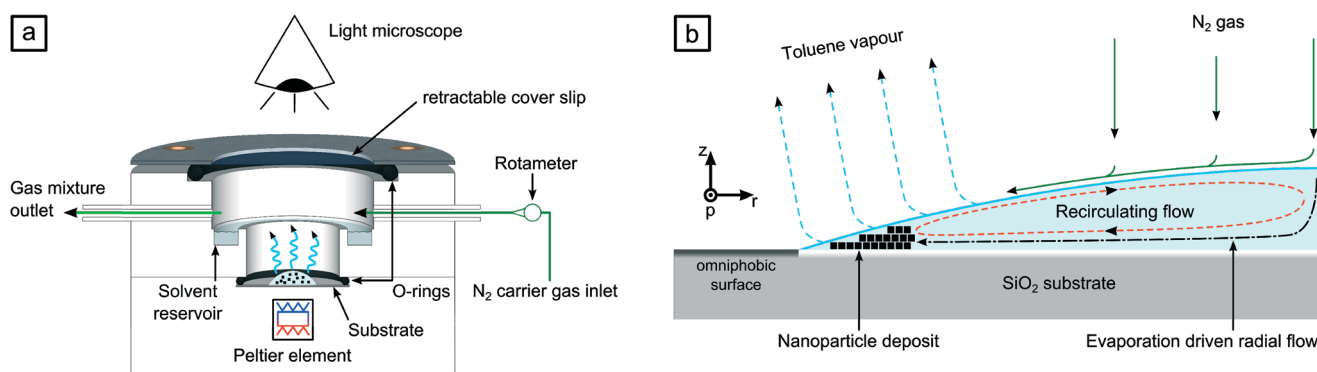 a
Light microscope
retractable cover slip
Rotameter
Gas mixture
outlet
Solvent
reservoir
O-rings
N₂ carrier gas inlet
Substrate
Peltier element
b
Toluene vapour
N₂ gas
z
p
r
Recirculating flow
omniphobic
surface
SiO₂ substrate
Nanoparticle deposit
Evaporation driven radial flow